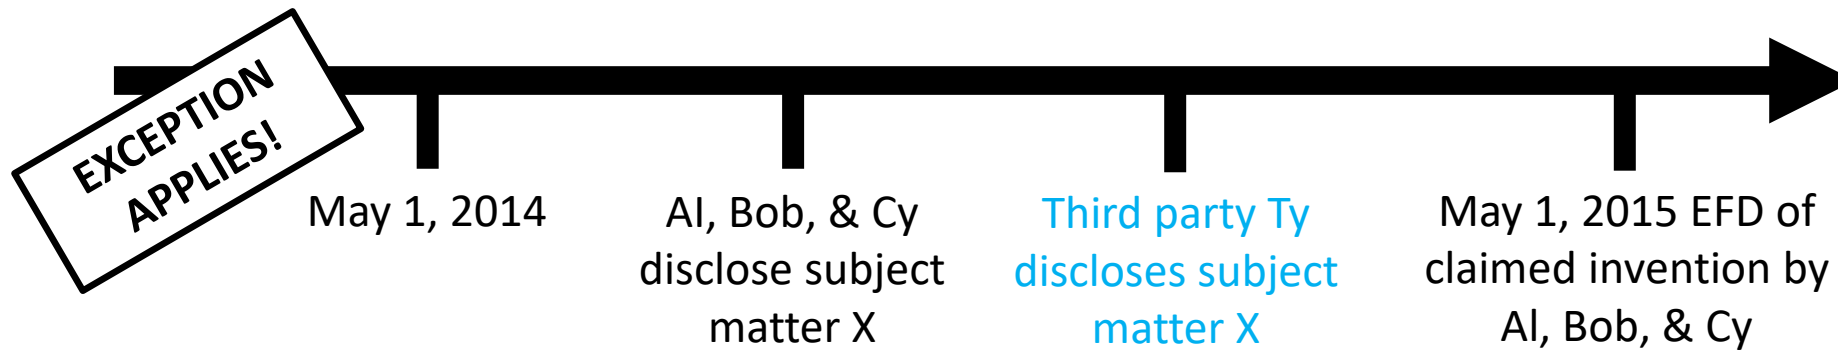 EXCEPTION
APPLIES!
May 1, 2014
AI, Bob, & Cy
disclose subject
matter X
Third party Ty
discloses subject
matter X
May 1, 2015 EFD of
claimed invention by
Al, Bob, & Cy